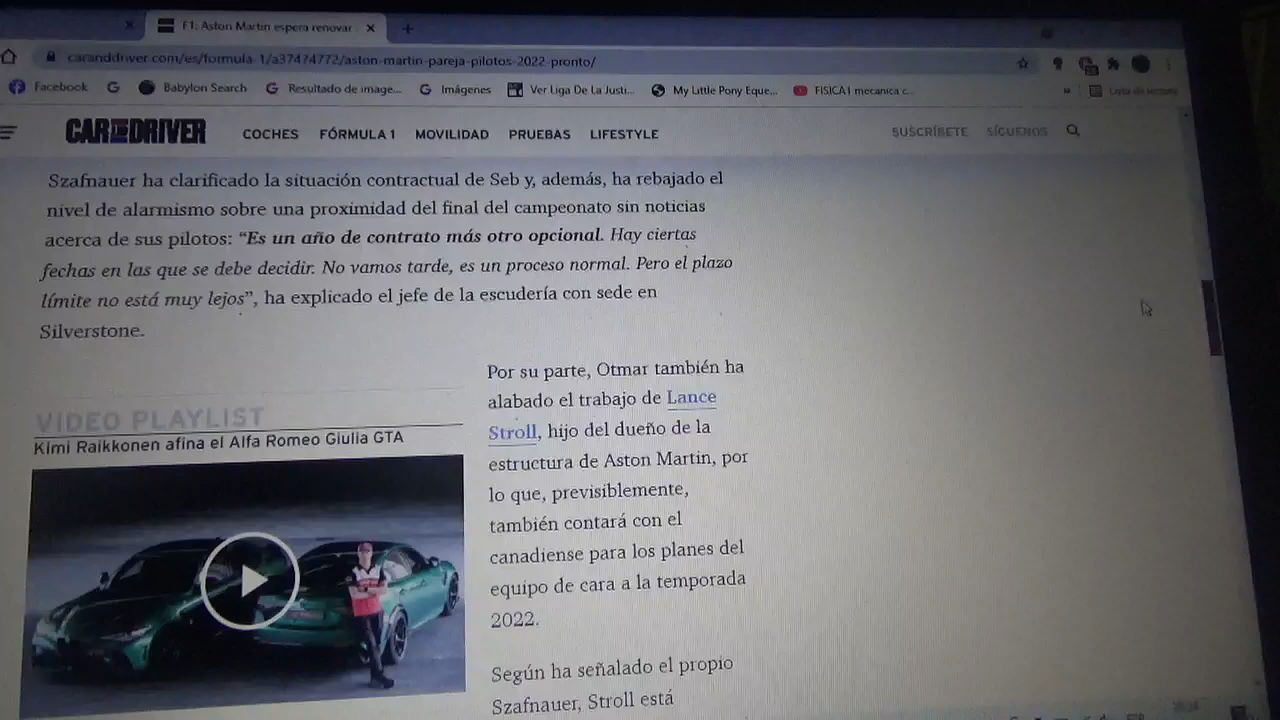 F1: Aston Martin espera renovar
caranddriver.com/es/formula-1/a37474772/aston-martin-pareja-pilotos-2022-pronto/
Facebook
Babylon Search
Resultado de image...
Imágenes
Ver Liga De La Justi...
My Little Pony Eque...
FISICA I mecanica c...
Lista de lectura
CAR AND DRIVER
COCHES
FÓRMULA 1
MOVILIDAD
PRUEBAS
LIFESTYLE
SUSCRÍBETE
SÍGUENOS
Szafnauer ha clarificado la situación contractual de Seb y, además, ha rebajado el
nivel de alarmismo sobre una proximidad del final del campeonato sin noticias
acerca de sus pilotos: “Es un año de contrato más otro opcional. Hay ciertas
fechas en las que se debe decidir. No vamos tarde, es un proceso normal. Pero el plazo
límite no está muy lejos”, ha explicado el jefe de la escudería con sede en
Silverstone.
VIDEO PLAYLIST
Kimi Raikkonen afina el Alfa Romeo Giulia GTA
Por su parte, Otmar también ha
alabado el trabajo de Lance
Stroll, hijo del dueño de la
estructura de Aston Martin, por
lo que, previsiblemente,
también contará con el
canadiense para los planes del
equipo de cara a la temporada
2022.
Según ha señalado el propio
Szafnauer, Stroll está